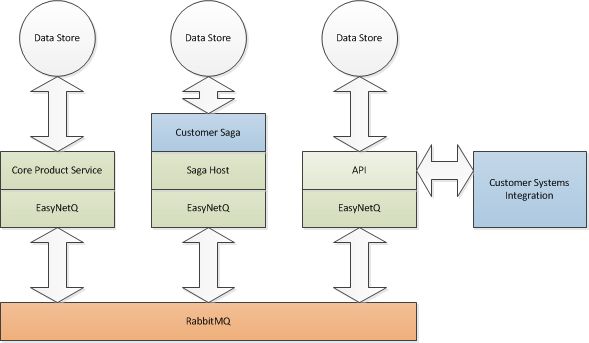 Data Store
Data Store
Data Store
Customer Saga
Core Product Service
Saga Host
API
Customer Systems
Integration
EasyNetQ
EasyNetQ
EasyNetQ
RabbitMQ